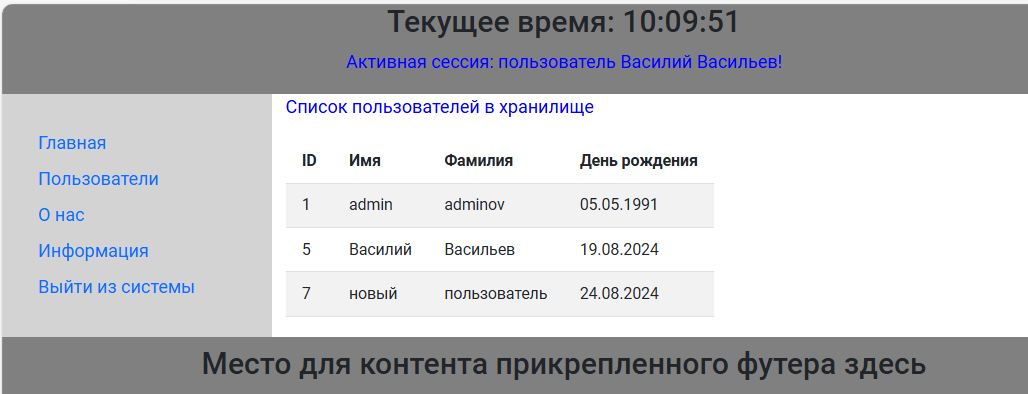 Текущее время: 10:09:51
Активная сессия: пользователь Василий Васильев!
Главная
Пользователи
О нас
Информация
Выйти из системы
Список пользователей в хранилище
ID Имя Фамилия День рождения
1 admin adminov 05.05.1991
5 Василий Васильев 19.08.2024
7 новый пользователь 24.08.2024
Место для контента прикрепленного футера здесь